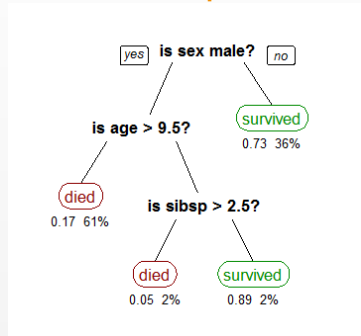 yes is sex male? no
is age > 9.5?
survived
0.73 36%
died
0.17 61%
is sibsp > 2.5?
died survived
0.05 2% 0.89 2%